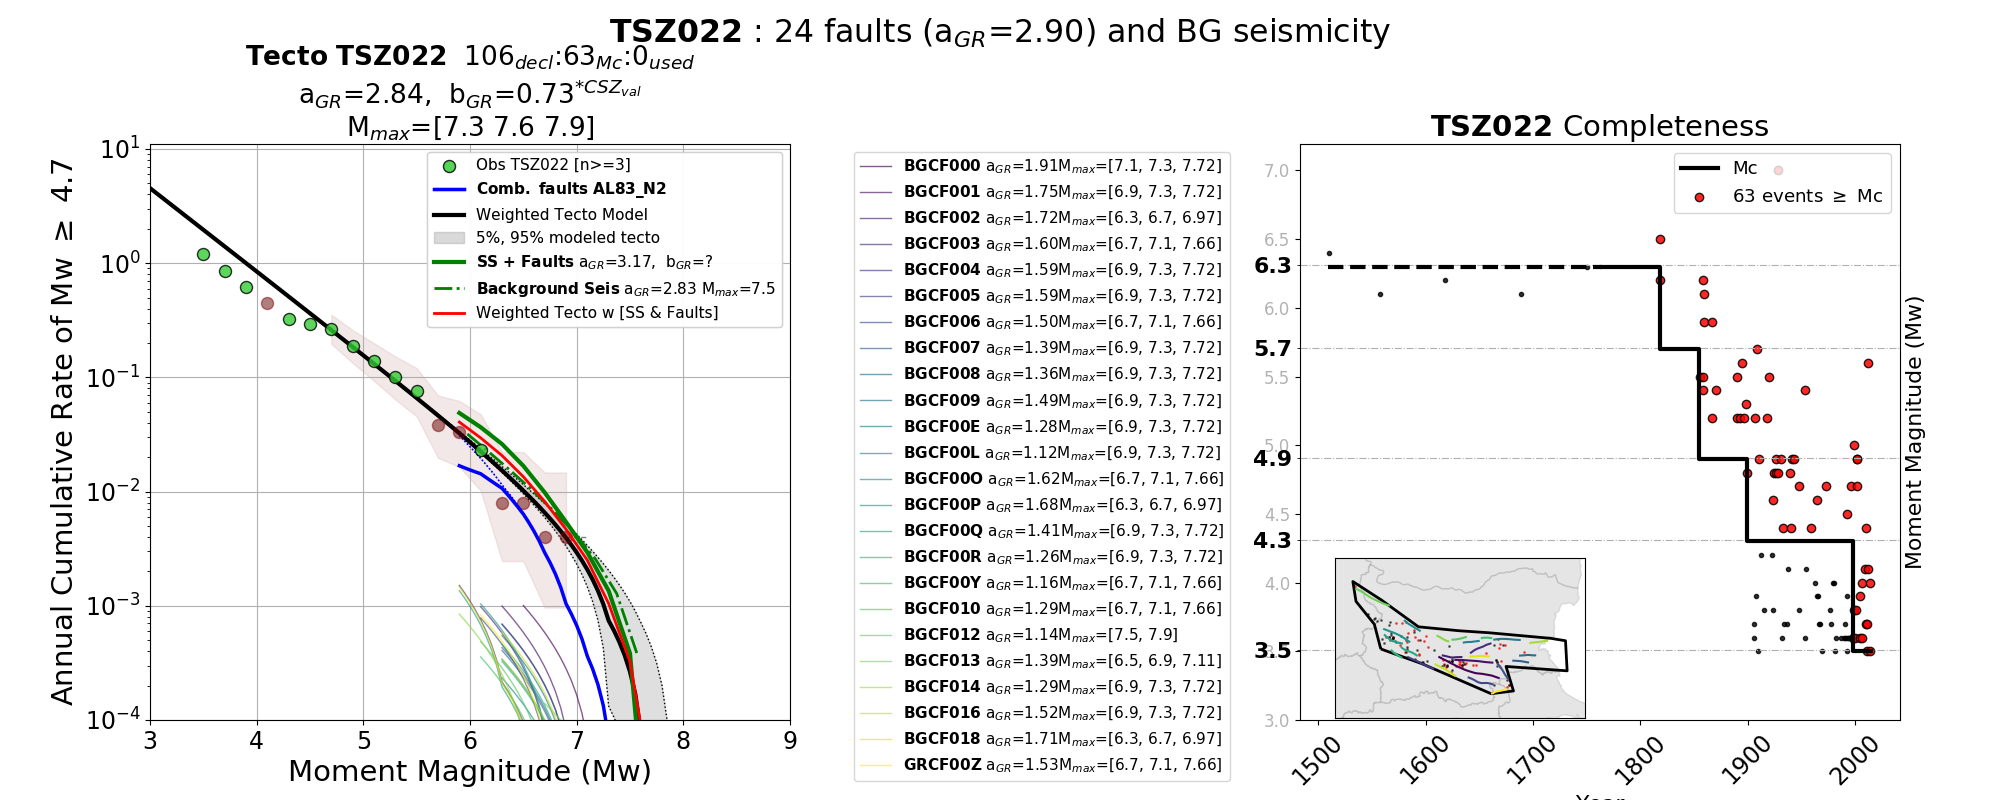 TSZ022 : 24 faults (aGR=2.90) and BG seismicity
Tecto TSZ022 106decl:63Mc:0used
aGR=2.84, bGR=0.73*CSZval
Mmax=[7.3 7.6 7.9]
Annual Cumulative Rate of Mw ≥ 4.7
10^1
10^0
10^-1
10^-2
10^-3
10^-4
3 4 5 6 7 8 9
Moment Magnitude (Mw)
Obs TSZ022 [n>=3]
Comb. faults AL83_N2
Weighted Tecto Model
5%, 95% modeled tecto
SS + Faults aGR=3.17, bGR=?
Background Seis aGR=2.83 Mmax=7.5
Weighted Tecto w [SS & Faults]
BGCF000 aGR=1.91Mmax=[7.1, 7.3, 7.72]
BGCF001 aGR=1.75Mmax=[6.9, 7.3, 7.72]
BGCF002 aGR=1.72Mmax=[6.3, 6.7, 6.97]
BGCF003 aGR=1.60Mmax=[6.7, 7.1, 7.66]
BGCF004 aGR=1.59Mmax=[6.9, 7.3, 7.72]
BGCF005 aGR=1.59Mmax=[6.9, 7.3, 7.72]
BGCF006 aGR=1.50Mmax=[6.7, 7.1, 7.66]
BGCF007 aGR=1.39Mmax=[6.9, 7.3, 7.72]
BGCF008 aGR=1.36Mmax=[6.9, 7.3, 7.72]
BGCF009 aGR=1.49Mmax=[6.9, 7.3, 7.72]
BGCF00E aGR=1.28Mmax=[6.9, 7.3, 7.72]
BGCF00L aGR=1.12Mmax=[6.9, 7.3, 7.72]
BGCF00O aGR=1.62Mmax=[6.7, 7.1, 7.66]
BGCF00P aGR=1.68Mmax=[6.3, 6.7, 6.97]
BGCF00Q aGR=1.41Mmax=[6.9, 7.3, 7.72]
BGCF00R aGR=1.26Mmax=[6.9, 7.3, 7.72]
BGCF00Y aGR=1.16Mmax=[6.7, 7.1, 7.66]
BGCF010 aGR=1.29Mmax=[6.7, 7.1, 7.66]
BGCF012 aGR=1.14Mmax=[7.5, 7.9]
BGCF013 aGR=1.39Mmax=[6.5, 6.9, 7.11]
BGCF014 aGR=1.29Mmax=[6.9, 7.3, 7.72]
BGCF016 aGR=1.52Mmax=[6.9, 7.3, 7.72]
BGCF018 aGR=1.71Mmax=[6.3, 6.7, 6.97]
GRCF00Z aGR=1.53Mmax=[6.7, 7.1, 7.66]
TSZ022 Completeness
Mc
63 events ≥ Mc
7.0
6.5
6.3
6.0
5.7
5.5
5.0
4.9
4.5
4.3
4.0
3.5
3.5
3.0
1500 1600 1700 1800 1900 2000
Moment Magnitude (Mw)
Year